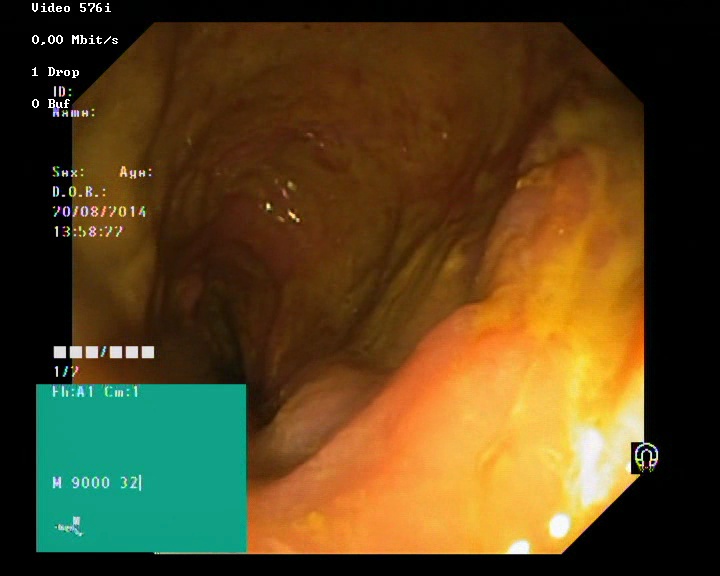 Video 576i
0,00 Mbit/s
1 Drop
ID:
0 Buf
Name:
Sex: Age:
D.O.B.:
20/08/2014
13:58:22
/
1/2
Eh:A1 Cm:1
M 9000 32